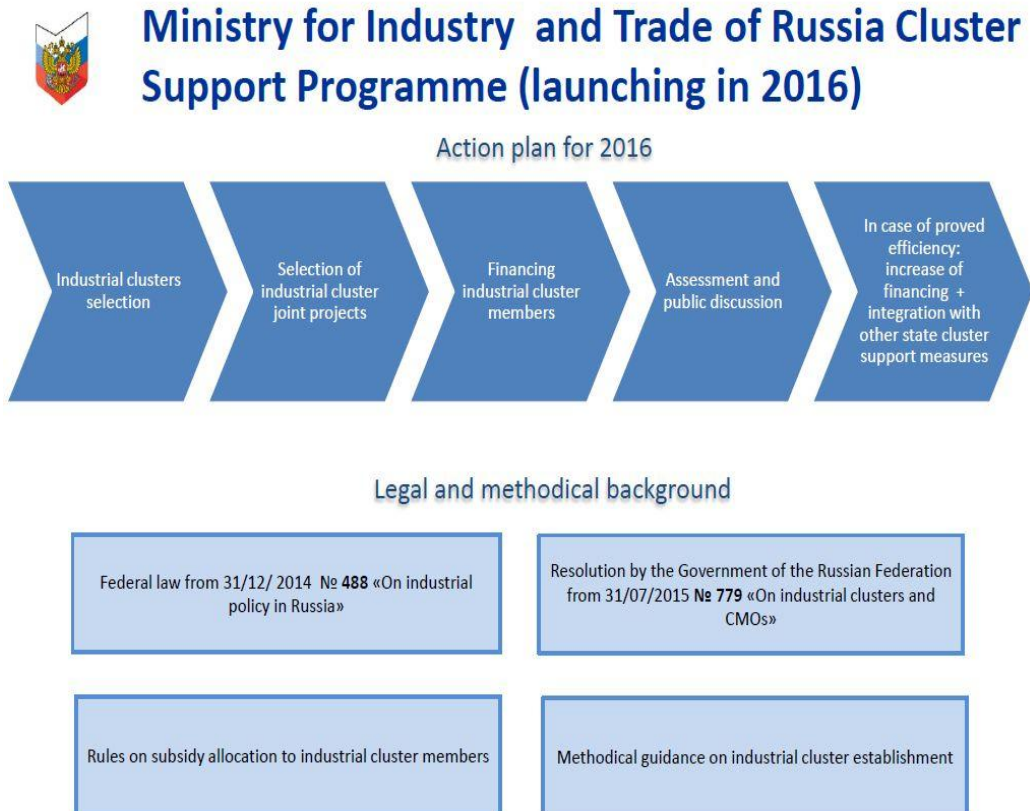 Ministry for Industry and Trade of Russia Cluster
Support Programme (launching in 2016)
Action plan for 2016
Industrial clusters
selection
Selection of
industrial cluster
joint projects
Financing
industrial cluster
members
Assessment and
public discussion
In case of proved
efficiency:
increase of
financing +
integration with
other state cluster
support measures
Legal and methodical background
Federal law from 31/12/ 2014 № 488 «On industrial
policy in Russia»
Resolution by the Government of the Russian Federation
from 31/07/2015 № 779 «On industrial clusters and
CMOs»
Rules on subsidy allocation to industrial cluster members
Methodical guidance on industrial cluster establishment